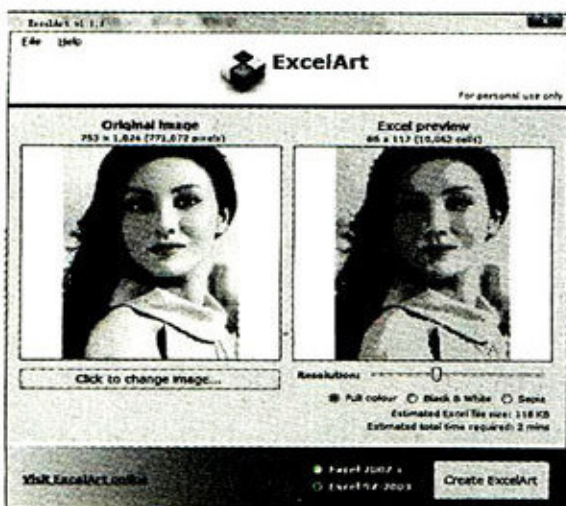 ExcelArt v1.1.1
File Help
ExcelArt
For personal use only
Original image
753 x 1,024 (771,072 pixels)
Excel preview
86 x 117 (10,062 cells)
Click to change image...
Resolution:
Full colour Black & White Sepia
Estimated Excel file size: 118 KB
Estimated total time required: 2 mins
Visit ExcelArt online
Excel 2007 +
Excel 97-2003
Create ExcelArt